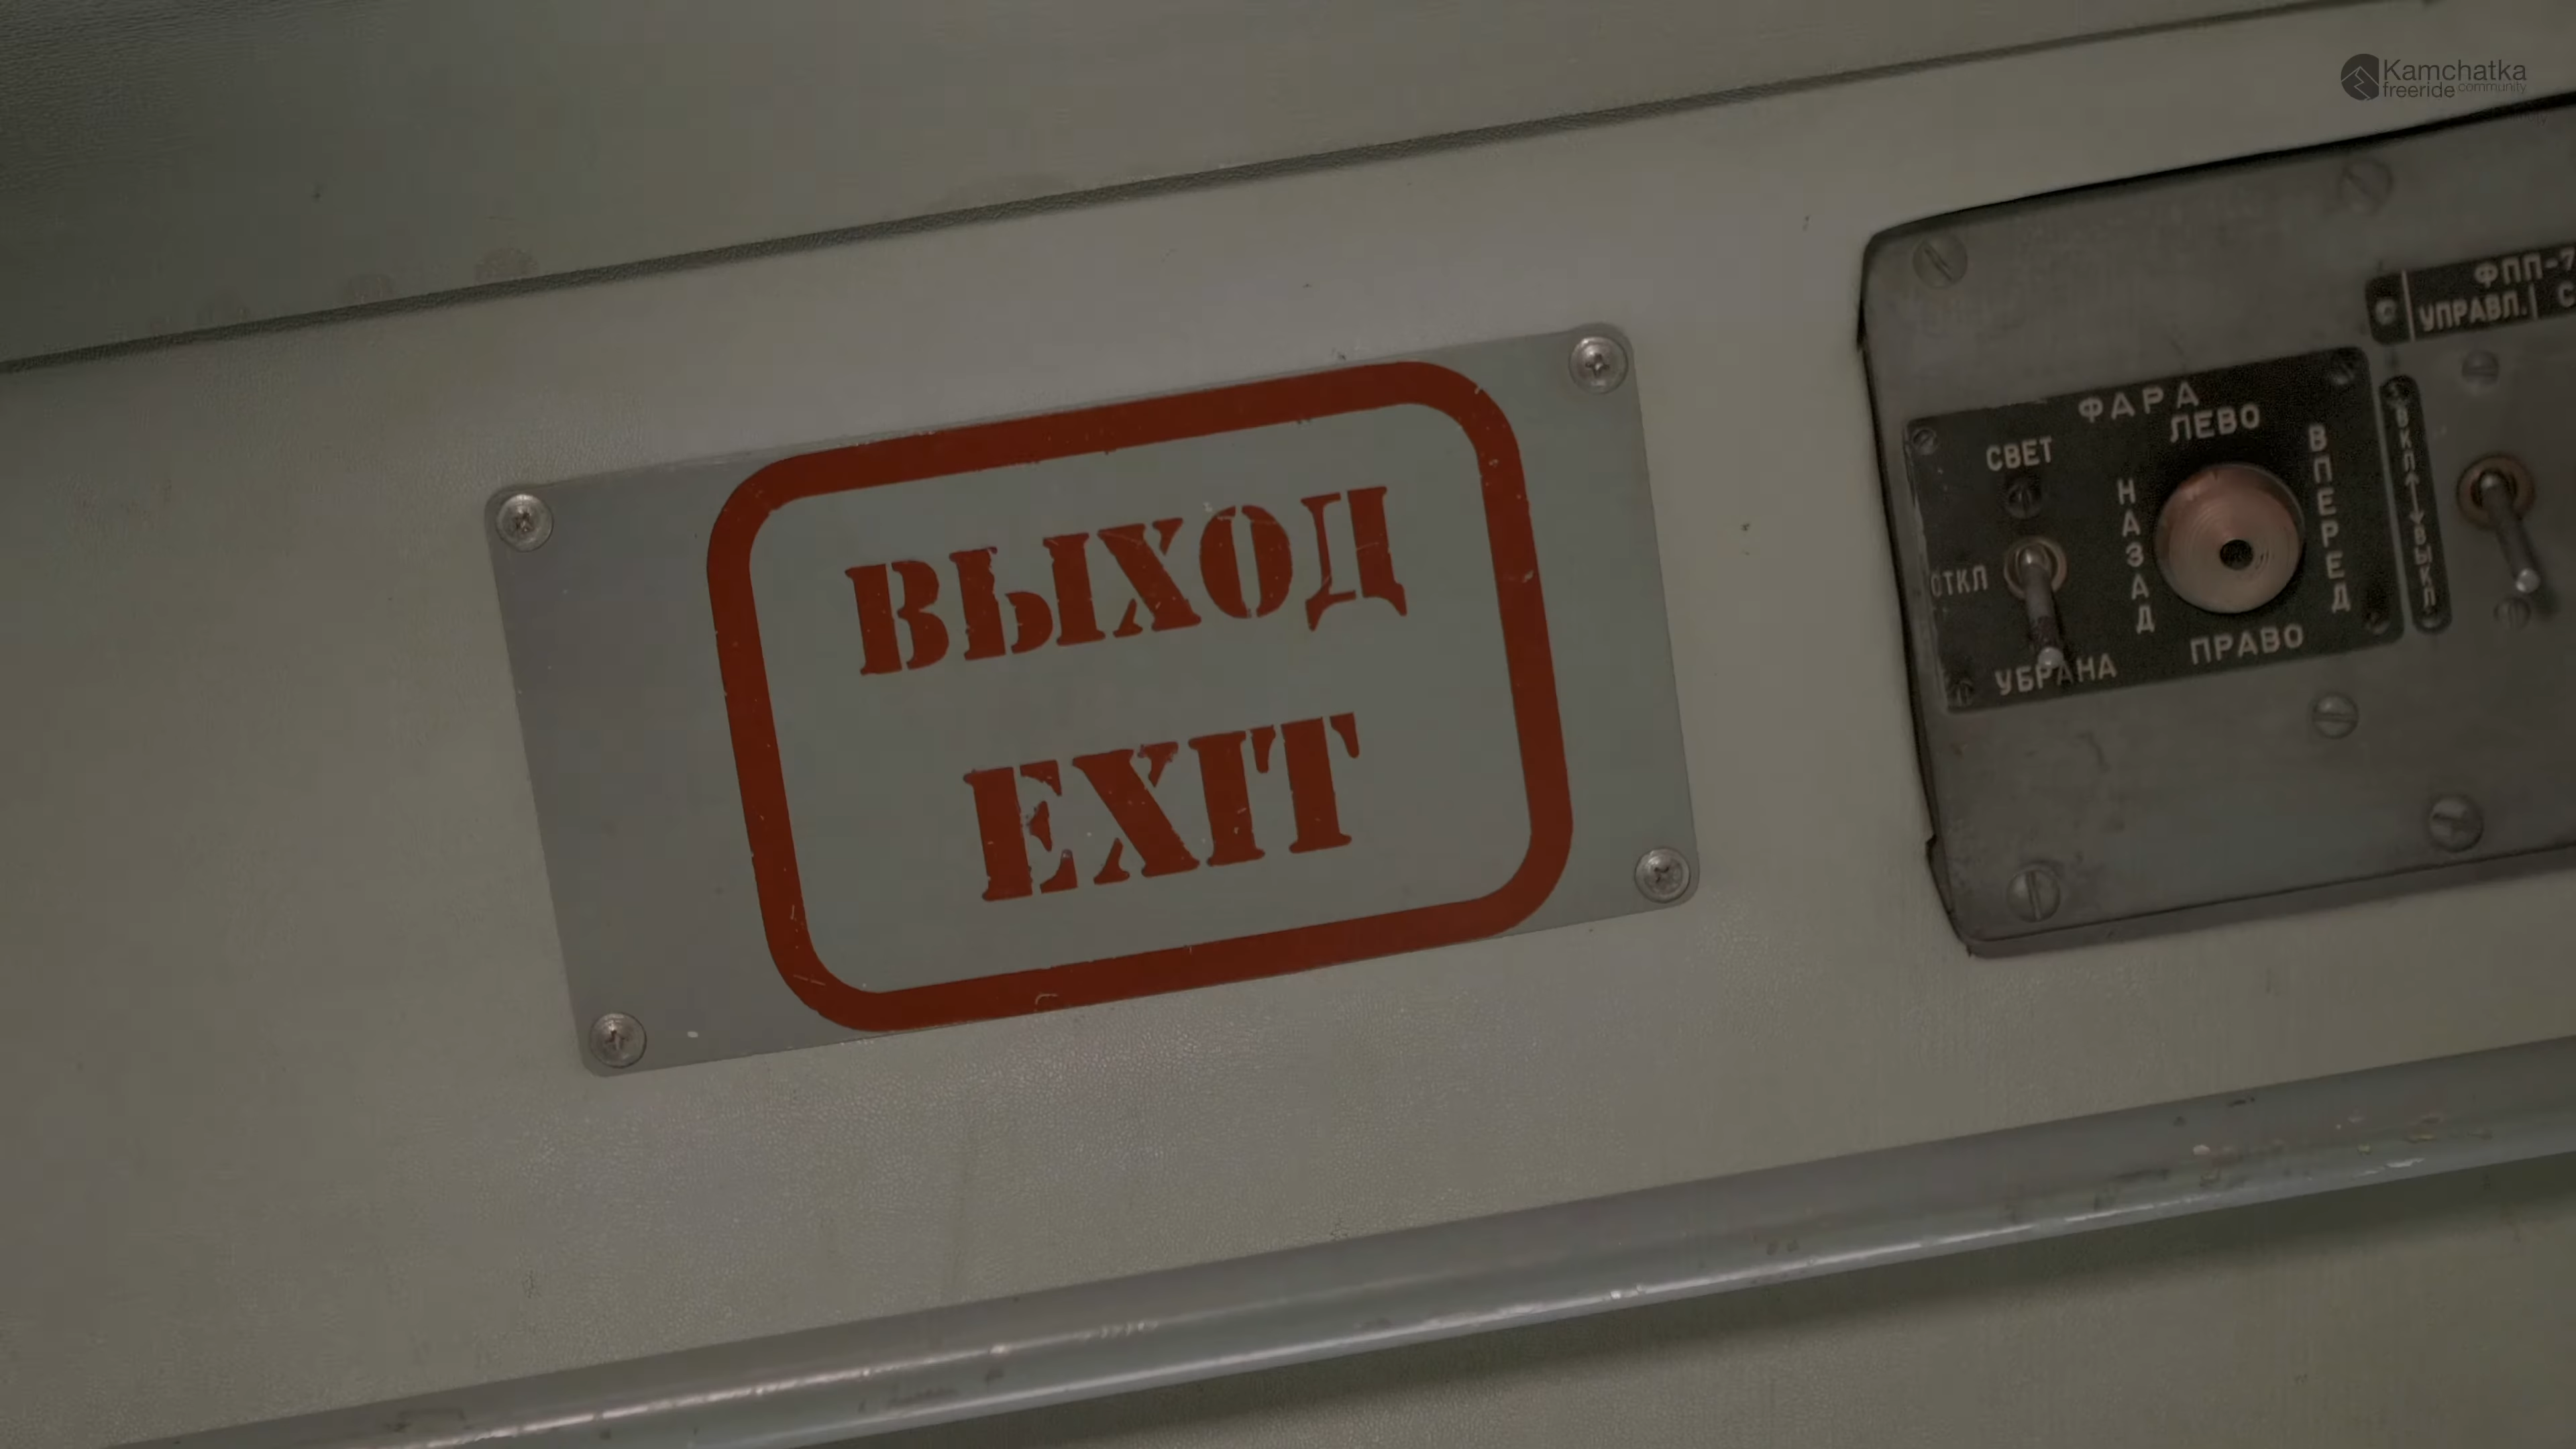 Kamchatka
freeride community
ВЫХОД
EXIT
ФАРА
ЛЕВО
СВЕТ
НАЗАД
ВПЕРЕД
ОТКЛ
ПРАВО
УБРАНА
ФПП-7
УПРАВЛ.
ВКЛ↔ВЫКЛ